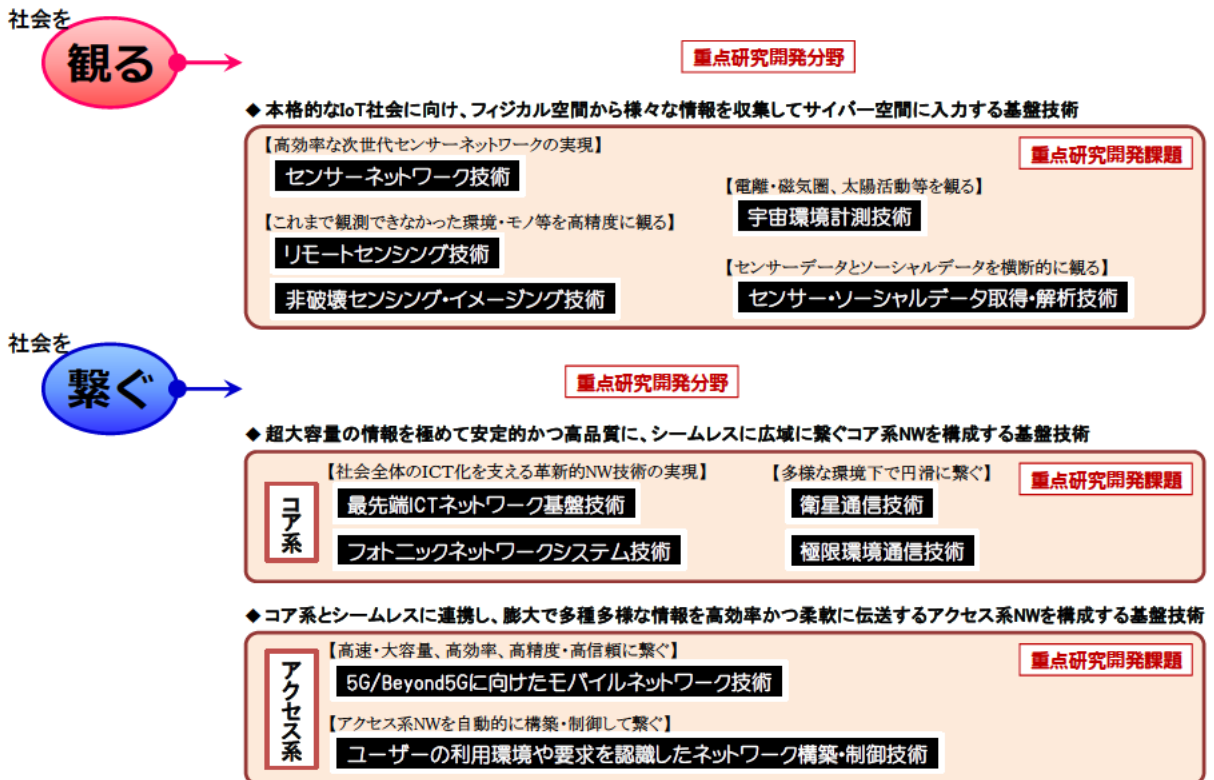 社会を
観る
重点研究開発分野
◆ 本格的なIoT社会に向け、フィジカル空間から様々な情報を収集してサイバー空間に入力する基盤技術
重点研究開発課題
【高効率な次世代センサーネットワークの実現】
センサーネットワーク技術
【これまで観測できなかった環境・モノ等を高精度に観る】
リモートセンシング技術
非破壊センシング・イメージング技術
【電離・磁気圏、太陽活動等を観る】
宇宙環境計測技術
【センサーデータとソーシャルデータを横断的に観る】
センサー・ソーシャルデータ取得・解析技術
社会を
繋ぐ
重点研究開発分野
◆ 超大容量の情報を極めて安定的かつ高品質に、シームレスに広域に繋ぐコア系NWを構成する基盤技術
重点研究開発課題
コア系
【社会全体のICT化を支える革新的NW技術の実現】
最先端ICTネットワーク基盤技術
フォトニックネットワークシステム技術
【多様な環境下で円滑に繋ぐ】
衛星通信技術
極限環境通信技術
◆ コア系とシームレスに連携し、膨大で多種多様な情報を高効率かつ柔軟に伝送するアクセス系NWを構成する基盤技術
重点研究開発課題
アクセス系
【高速・大容量、高効率、高精度・高信頼に繋ぐ】
5G/Beyond5Gに向けたモバイルネットワーク技術
【アクセス系NWを自動的に構築・制御して繋ぐ】
ユーザーの利用環境や要求を認識したネットワーク構築・制御技術